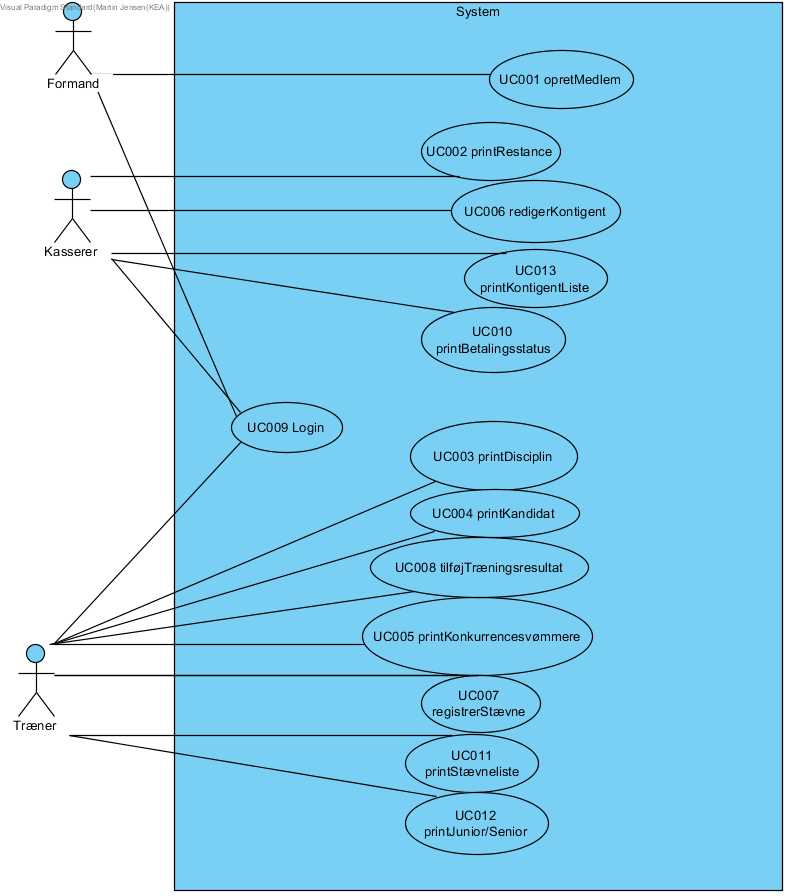 Visual Paradigm Standard(Martin Jensen(KEA))
System
Formand
UC001 opretMedlem
UC002 printRestance
UC006 redigerKontigent
Kasserer
UC013
printKontigentListe
UC010
printBetalingsstatus
UC009 Login
UC003 printDisciplin
UC004 printKandidat
UC008 tilføjTræningsresultat
UC005 printKonkurrencesvømmere
UC007
registrerStævne
Træner
UC011
printStævneliste
UC012
printJunior/Senior